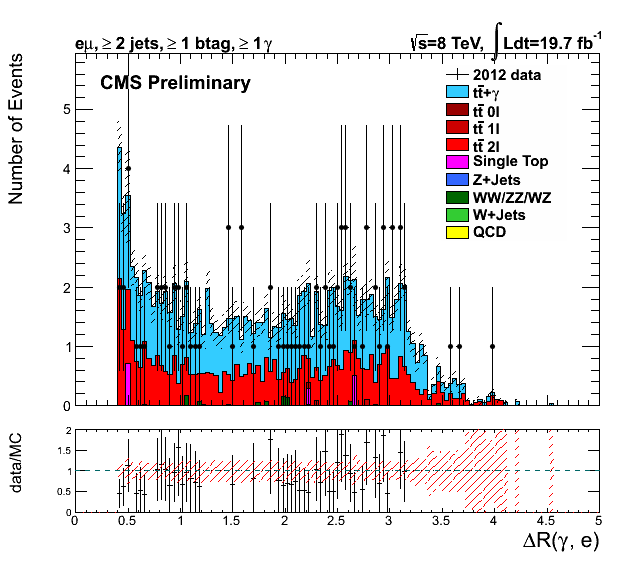 eμ, ≥ 2 jets, ≥ 1 btag, ≥ 1 γ
√s=8 TeV, ∫ Ldt=19.7 fb⁻¹
CMS Preliminary
2012 data
tt̄+γ
tt̄ 0l
tt̄ 1l
tt̄ 2l
Single Top
Z+Jets
WW/ZZ/WZ
W+Jets
QCD
Number of Events
5
4
3
2
1
0
data/MC
2
1.5
1
0.5
0
0 0.5 1 1.5 2 2.5 3 3.5 4 4.5 5
ΔR(γ, e)